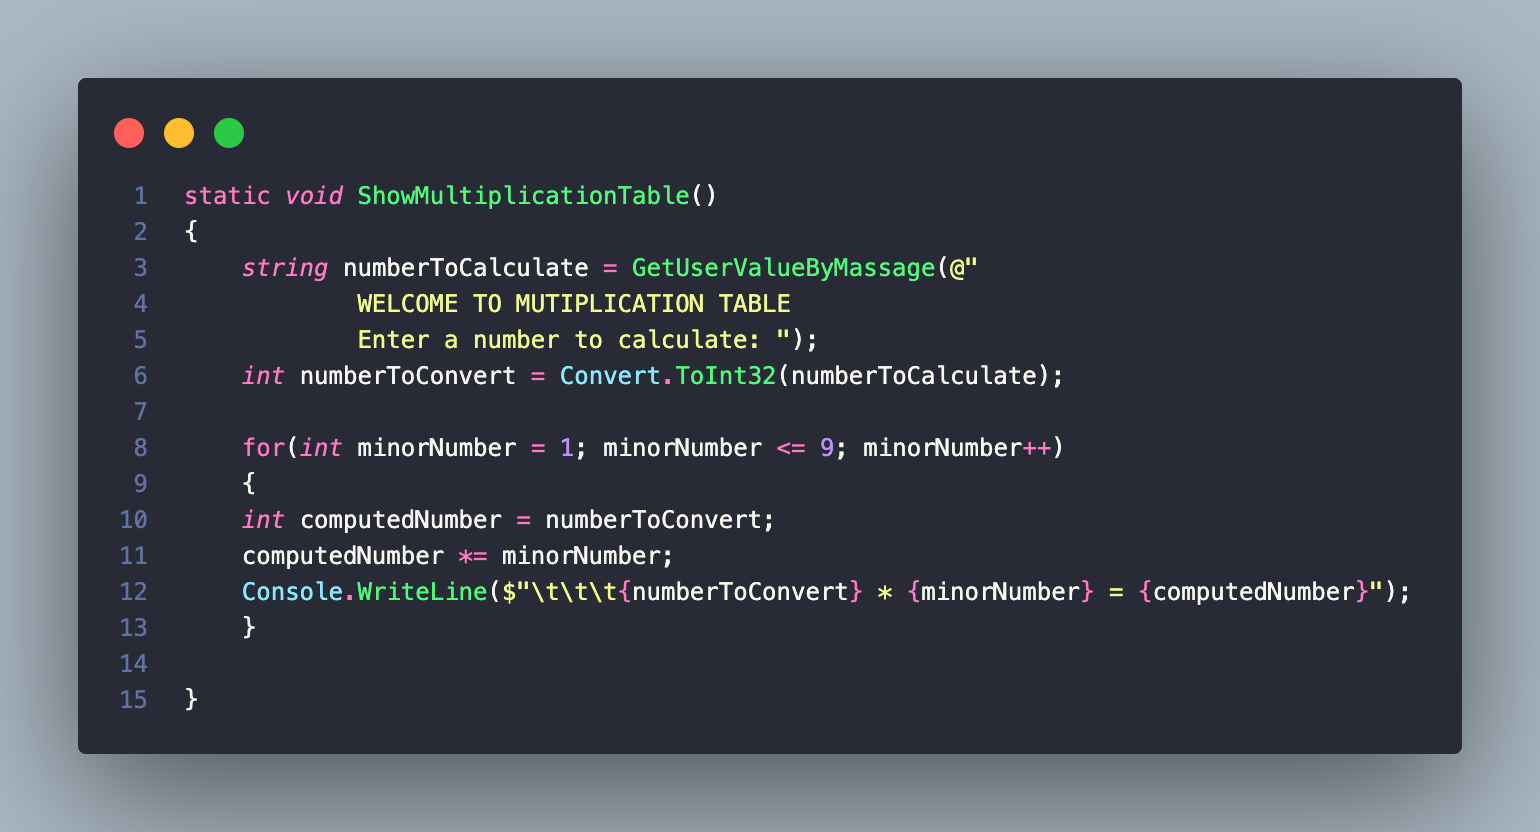 1 static void ShowMultiplicationTable()
2 {
3     string numberToCalculate = GetUserValueByMassage(@"
4             WELCOME TO MUTIPLICATION TABLE
5             Enter a number to calculate: ");
6     int numberToConvert = Convert.ToInt32(numberToCalculate);
7
8     for(int minorNumber = 1; minorNumber <= 9; minorNumber++)
9     {
10     int computedNumber = numberToConvert;
11     computedNumber *= minorNumber;
12     Console.WriteLine($"\t\t\t{numberToConvert} * {minorNumber} = {computedNumber}");
13     }
14
15 }